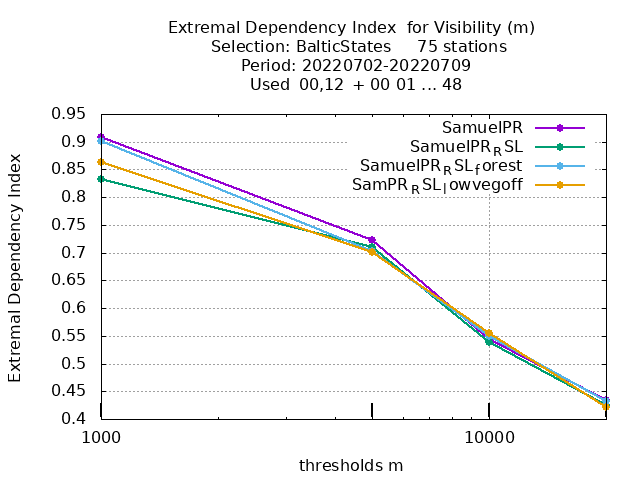 Extremal Dependency Index  for Visibility (m)
Selection: BalticStates     75 stations
Period: 20220702-20220709
Used  00,12  + 00 01 ... 48
SamuelPR
SamuelPR_RSL
SamuelPR_RSL_forest
SamPR_RSL_lowvegoff
Extremal Dependency Index
0.95
0.9
0.85
0.8
0.75
0.7
0.65
0.6
0.55
0.5
0.45
0.4
1000
10000
thresholds m